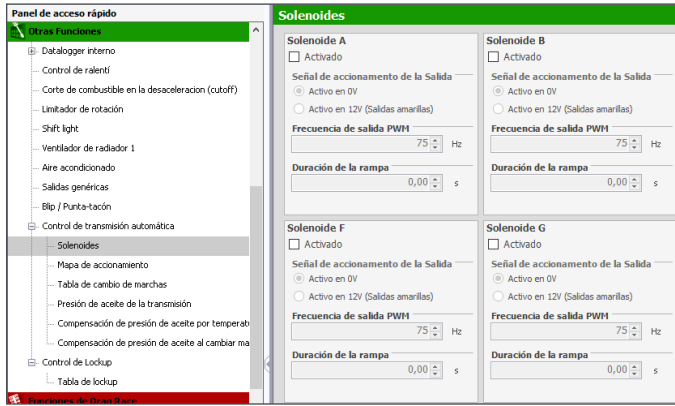 Panel de acceso rápido
Otras Funciones
Datalogger interno
Control de ralentí
Corte de combustible en la desaceleracion (cutoff)
Limitador de rotación
Shift light
Ventilador de radiador 1
Aire acondicionado
Salidas genéricas
Blip / Punta-tacón
Control de transmisión automática
Solenoides
Mapa de accionamiento
Tabla de cambio de marchas
Presión de aceite de la transmisión
Compensación de presión de aceite por temperatu
Compensación de presión de aceite al cambiar ma
Control de Lockup
Tabla de lockup
Funciones de Drag Race
Solenoides
Solenoide A
Activado
Señal de accionamento de la Salida
Activo en 0V
Activo en 12V (Salidas amarillas)
Frecuencia de salida PWM
75 Hz
Duración de la rampa
0,00 s
Solenoide B
Activado
Señal de accionamento de la Salida
Activo en 0V
Activo en 12V (Salidas amarillas)
Frecuencia de salida PWM
75 Hz
Duración de la rampa
0,00 s
Solenoide F
Activado
Señal de accionamento de la Salida
Activo en 0V
Activo en 12V (Salidas amarillas)
Frecuencia de salida PWM
75 Hz
Duración de la rampa
0,00 s
Solenoide G
Activado
Señal de accionamento de la Salida
Activo en 0V
Activo en 12V (Salidas amarillas)
Frecuencia de salida PWM
75 Hz
Duración de la rampa
0,00 s